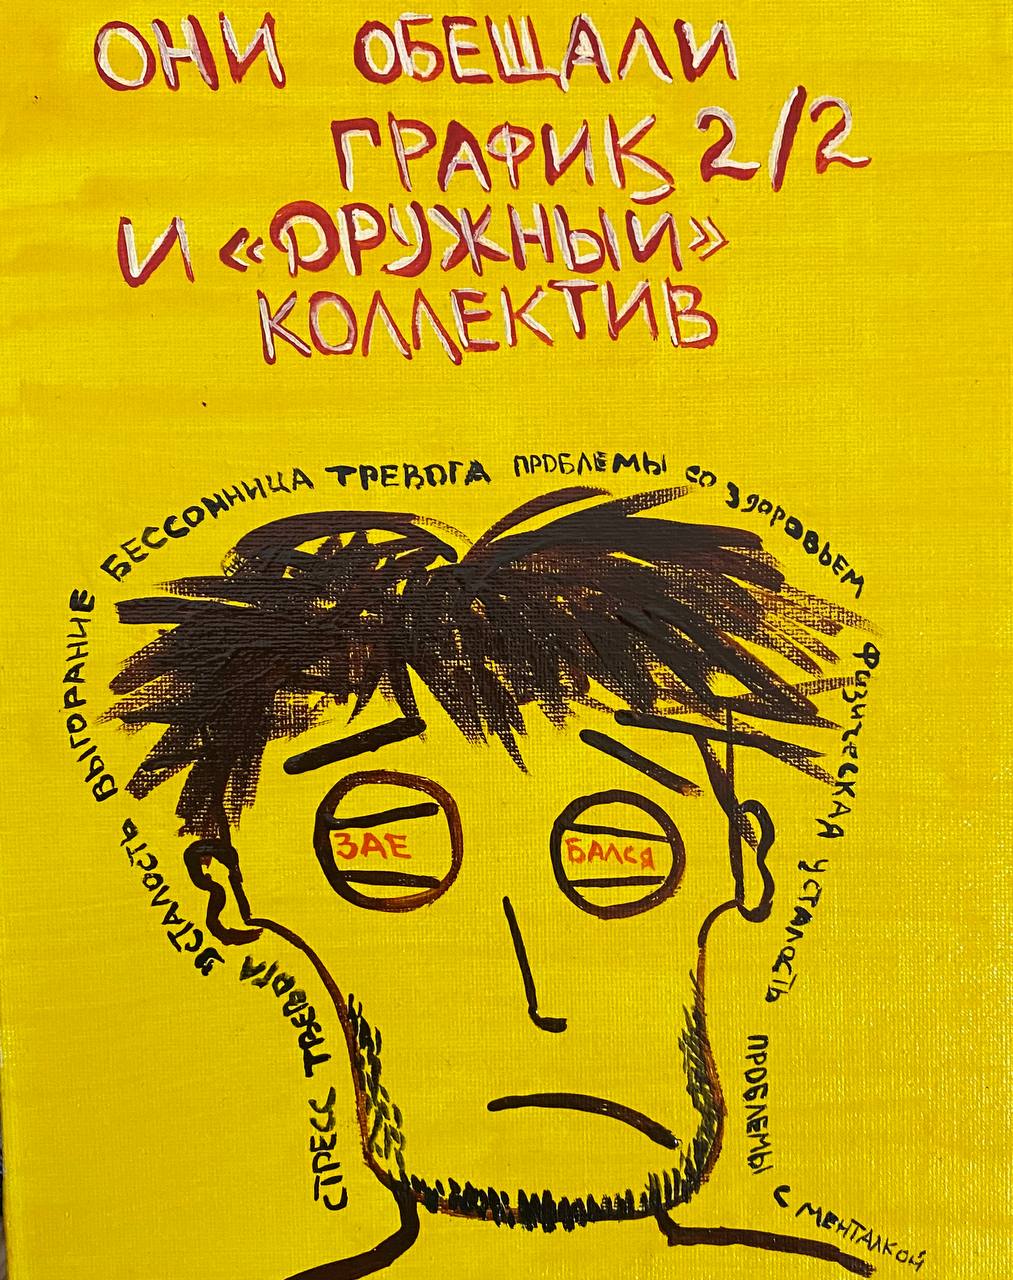 ОНИ ОБЕЩАЛИ
ГРАФИК 2/2
И «ДРУЖНЫЙ»
КОЛЛЕКТИВ
СТРЕСС ТРЕВОГА УСТАЛОСТЬ ВЫГОРАНИЕ БЕССОННИЦА ТРЕВОГА ПРОБЛЕМЫ СО ЗДОРОВЬЕМ ФИЗИЧЕСКАЯ УСТАЛОСТЬ ПРОБЛЕМЫ С МЕНТАЛКОЙ
ЗАЕ БАЛСЯ